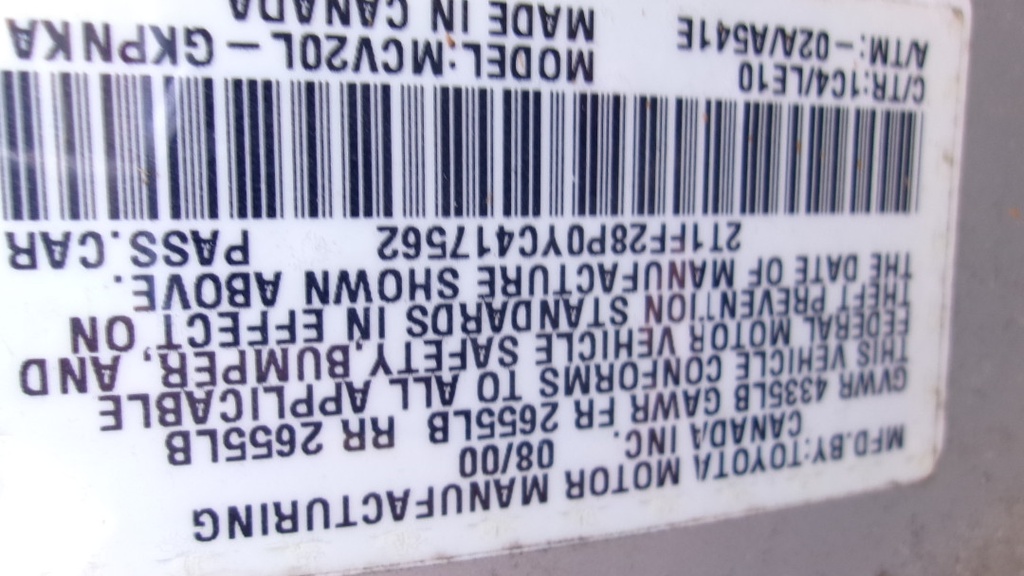 MFD.BY:TOYOTA MOTOR MANUFACTURING
CANADA INC. 08/00
GVWR 4335LB GAWR FR 2655LB RR 2655LB
THIS VEHICLE CONFORMS TO ALL APPLICABLE
FEDERAL MOTOR VEHICLE SAFETY, BUMPER, AND
THEFT PREVENTION STANDARDS IN EFFECT ON
THE DATE OF MANUFACTURE SHOWN ABOVE.
2T1FF28P0YC417562 PASS.CAR
C/TR:1C4/LE10 MODEL:MCV20L-GKPNKA
A/TM:-02A/A541E MADE IN CANADA